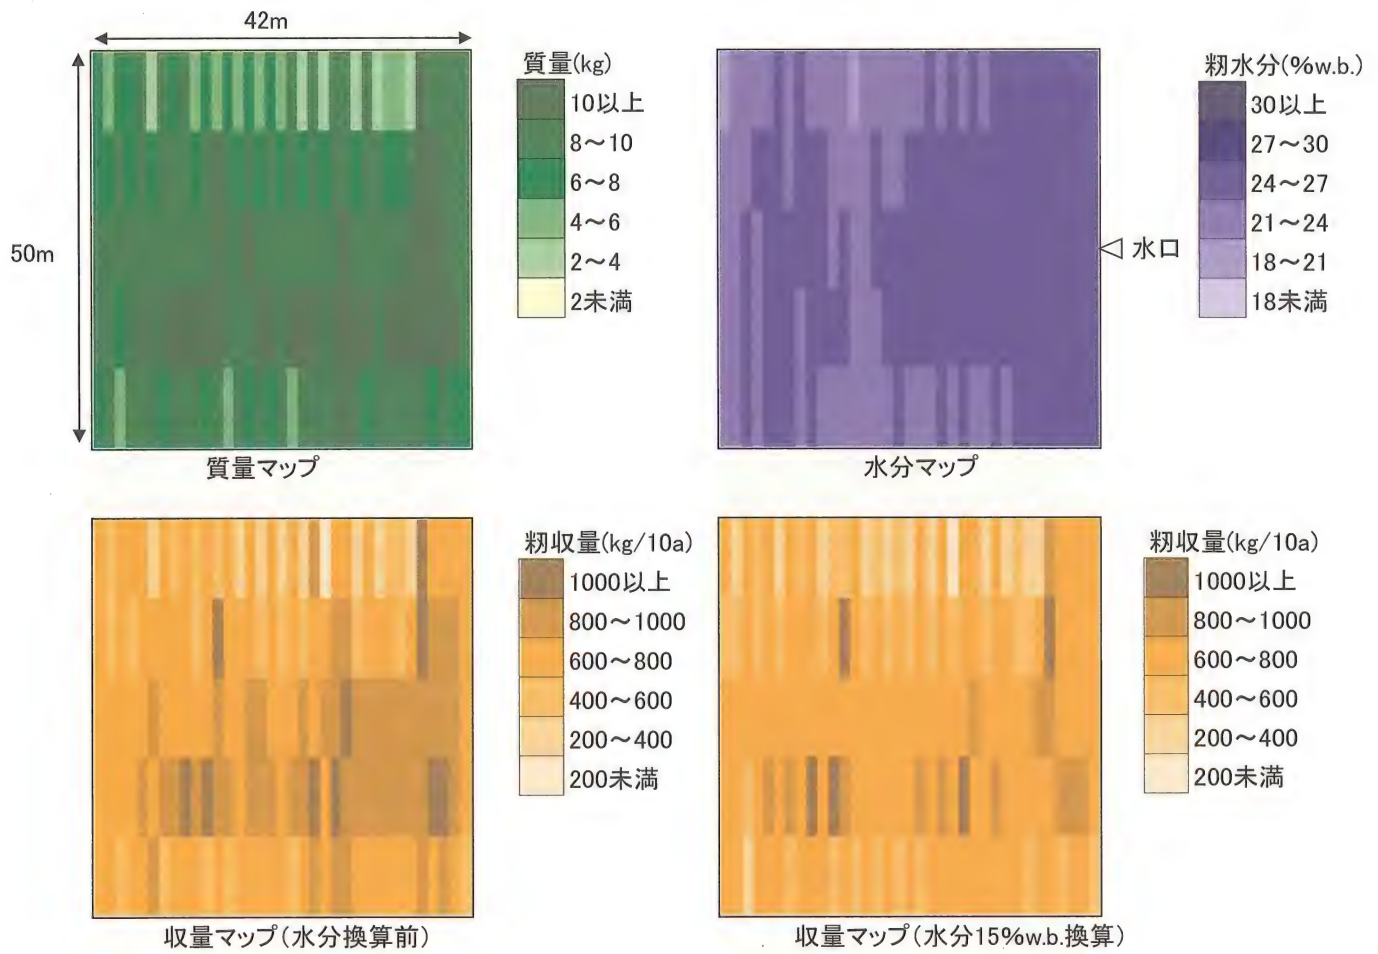 42m
50m
質量(kg)
10以上
8～10
6～8
4～6
2～4
2未満
質量マップ
籾水分(%w.b.)
30以上
27～30
24～27
21～24
18～21
18未満
水口
水分マップ
籾収量(kg/10a)
1000以上
800～1000
600～800
400～600
200～400
200未満
収量マップ(水分換算前)
籾収量(kg/10a)
1000以上
800～1000
600～800
400～600
200～400
200未満
収量マップ(水分15%w.b.換算)